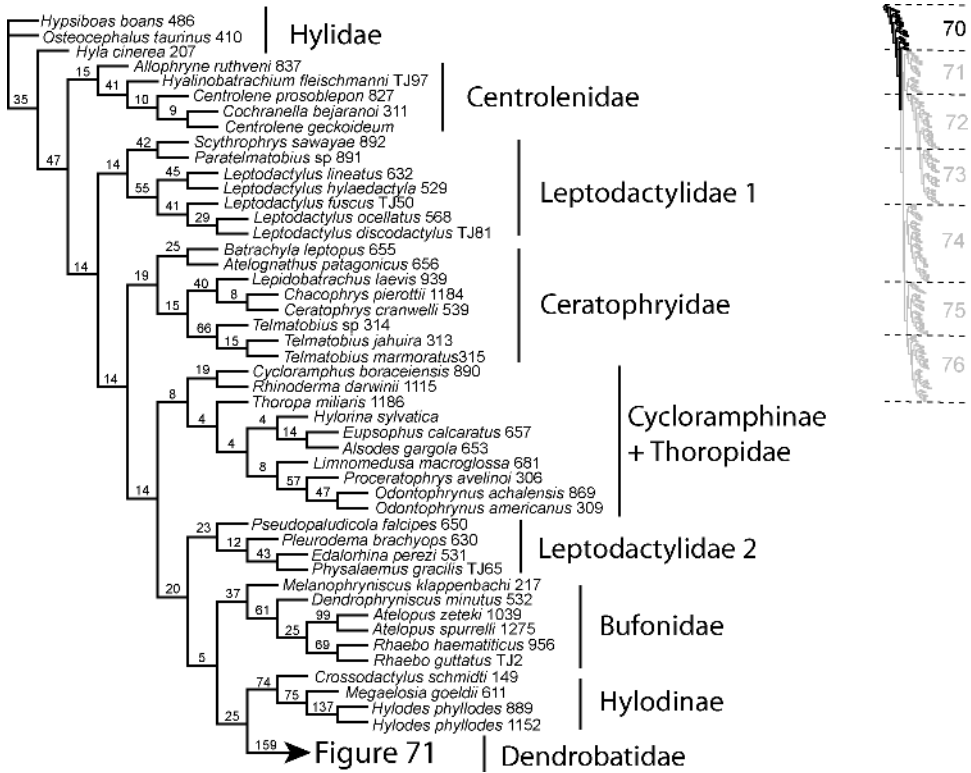 Hypsiboas boans 486
Osteocephalus taurinus 410
Hyla cinerea 207
Hylidae
35
15
Allophryne ruthveni 837
41
Hyalinobatrachium fleischmanni TJ97
10
Centrolene prosoblepon 827
9
Cochranella bejaranoi 311
Centrolene geckoideum
Centrolenidae
47
14
42
Scythrophrys sawayae 892
Paratelmatobius sp 891
55
45
Leptodactylus lineatus 632
Leptodactylus hylaedactyla 529
41
Leptodactylus fuscus TJ50
29
Leptodactylus ocellatus 568
Leptodactylus discodactylus TJ81
Leptodactylidae 1
14
19
25
Batrachyla leptopus 655
Atelognathus patagonicus 656
15
40
Lepidobatrachus laevis 939
8
Chacophrys pierottii 1184
Ceratophrys cranwelli 539
66
Telmatobius sp 314
15
Telmatobius jahuira 313
Telmatobius marmoratus315
Ceratophryidae
14
8
19
Cycloramphus boraceiensis 890
Rhinoderma darwinii 1115
4
Thoropa miliaris 1186
4
4
Hylorina sylvatica
14
Eupsophus calcaratus 657
Alsodes gargola 653
8
Limnomedusa macroglossa 681
57
Proceratophrys avelinoi 306
47
Odontophrynus achalensis 869
Odontophrynus americanus 309
Cycloramphinae
+ Thoropidae
14
23
Pseudopaludicola falcipes 650
12
Pleurodema brachyops 630
43
Edalorhina perezi 531
Physalaemus gracilis TJ65
Leptodactylidae 2
20
37
Melanophryniscus klappenbachi 217
61
Dendrophryniscus minutus 532
99
Atelopus zeteki 1039
25
Atelopus spurrelli 1275
69
Rhaebo haematiticus 956
Rhaebo guttatus TJ2
Bufonidae
5
74
Crossodactylus schmidti 149
75
Megaelosia goeldii 611
137
Hylodes phyllodes 889
Hylodes phyllodes 1152
Hylodinae
25
159
Figure 71
Dendrobatidae
70
71
72
73
74
75
76